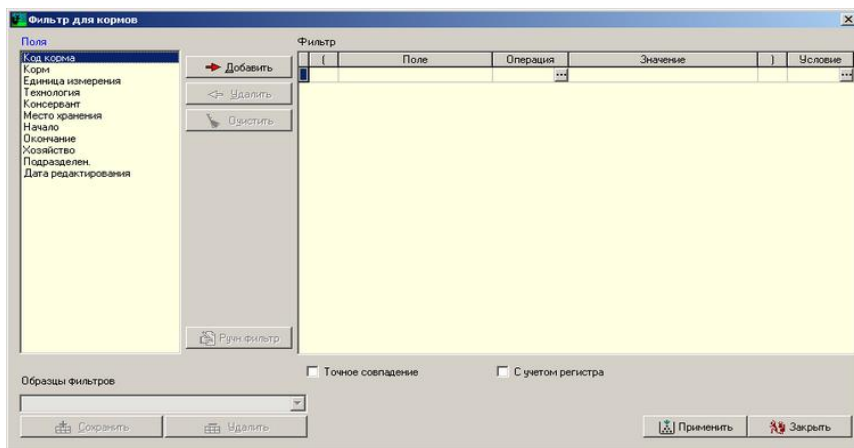 Фильтр для кормов
Поля
Код корма
Корм
Единица измерения
Технология
Консервант
Место хранения
Начало
Окончание
Хозяйство
Подразделен.
Дата редактирования
Добавить
Удалить
Очистить
Ручн фильтр
Фильтр
( Поле Операция Значение ) Условие
Точное совпадение С учетом регистра
Образцы фильтров
Сохранить Удалить
Применить Закрыть